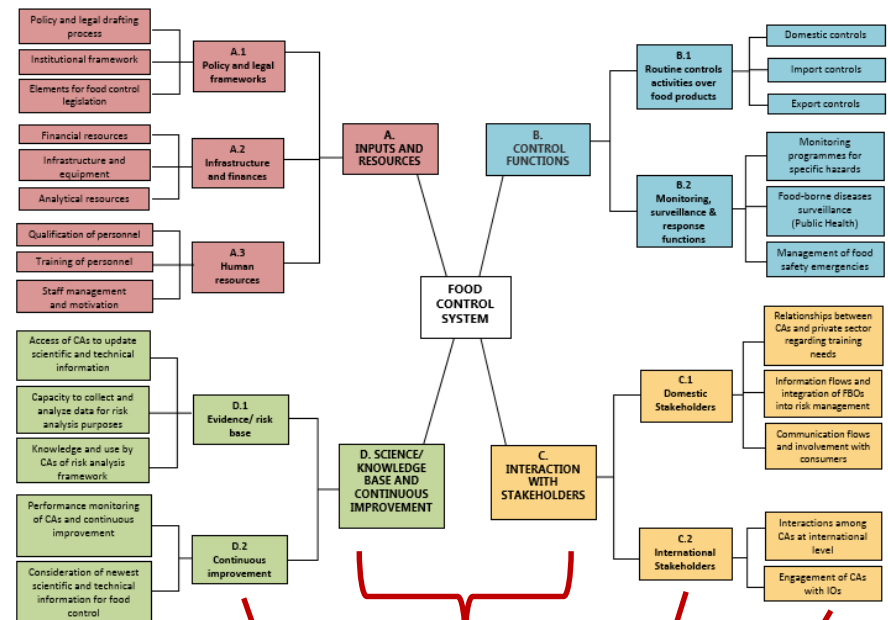 Policy and legal drafting
process
Institutional framework
Elements for food control
legislation
A.1
Policy and legal
frameworks
Financial resources
Infrastructure and
equipment
Analytical resources
A.2
Infrastructure
and finances
Qualification of personnel
Training of personnel
Staff management
and motivation
A.3
Human
resources
A.
INPUTS AND
RESOURCES
B.
CONTROL
FUNCTIONS
B.1
Routine controls
activities over
food products
Domestic controls
Import controls
Export controls
B.2
Monitoring,
surveillance &
response
functions
Monitoring
programmes for
specific hazards
Food-borne diseases
surveillance
(Public Health)
Management of food
safety emergencies
FOOD
CONTROL
SYSTEM
Access of CAs to update
scientific and technical
information
Capacity to collect and
analyze data for risk
analysis purposes
Knowledge and use by
CAs of risk analysis
framework
D.1
Evidence/ risk
base
Performance monitoring
of CAs and continuous
improvement
Consideration of newest
scientific and technical
information for food
control
D.2
Continuous
improvement
D. SCIENCE/
KNOWLEDGE
BASE AND
CONTINUOUS
IMPROVEMENT
C.
INTERACTION
WITH
STAKEHOLDERS
C.1
Domestic
Stakeholders
Relationships between
CAs and private sector
regarding training
needs
Information flows and
integration of FBOs
into risk management
Communication flows
and involvement with
consumers
C.2
International
Stakeholders
Interactions among
CAs at international
level
Engagement of CAs
with IOs